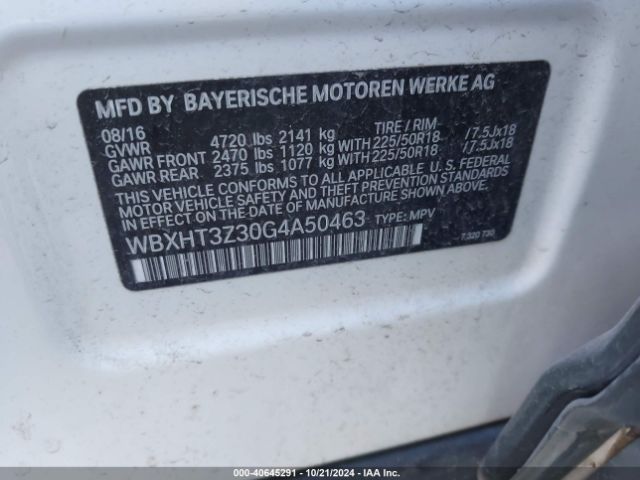 MFD BY BAYERISCHE MOTOREN WERKE AG
08/16 TIRE / RIM
GVWR 4720 lbs 2141 kg
GAWR FRONT 2470 lbs 1120 kg WITH 225/50R18 /7.5Jx18
GAWR REAR 2375 lbs 1077 kg WITH 225/50R18 /7.5Jx18
THIS VEHICLE CONFORMS TO ALL APPLICABLE U.S. FEDERAL
MOTOR VEHICLE SAFETY AND THEFT PREVENTION STANDARDS
IN EFFECT ON THE DATE OF MANUFACTURE SHOWN ABOVE.
WBXHT3Z30G4A50463 TYPE: MPV
7,320 730
000-40645291 - 10/21/2024 - IAA Inc.